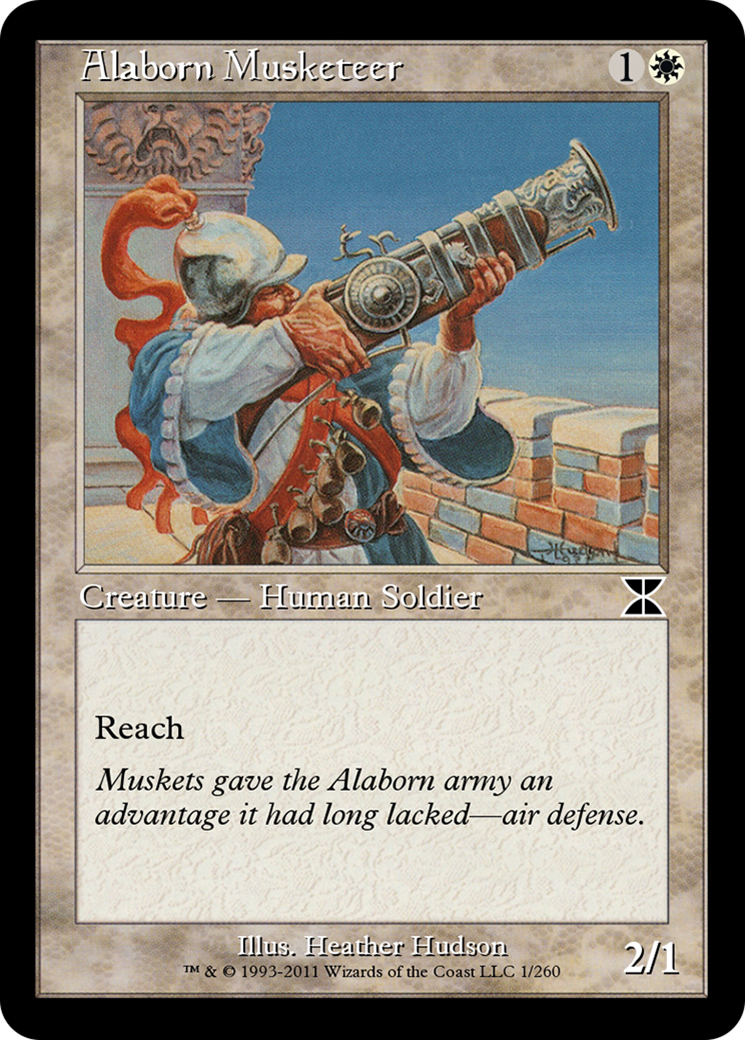 Alaborn Musketeer 1
Creature — Human Soldier
Reach
Muskets gave the Alaborn army an
advantage it had long lacked—air defense.
Illus. Heather Hudson
™ & © 1993-2011 Wizards of the Coast LLC 1/260
2/1